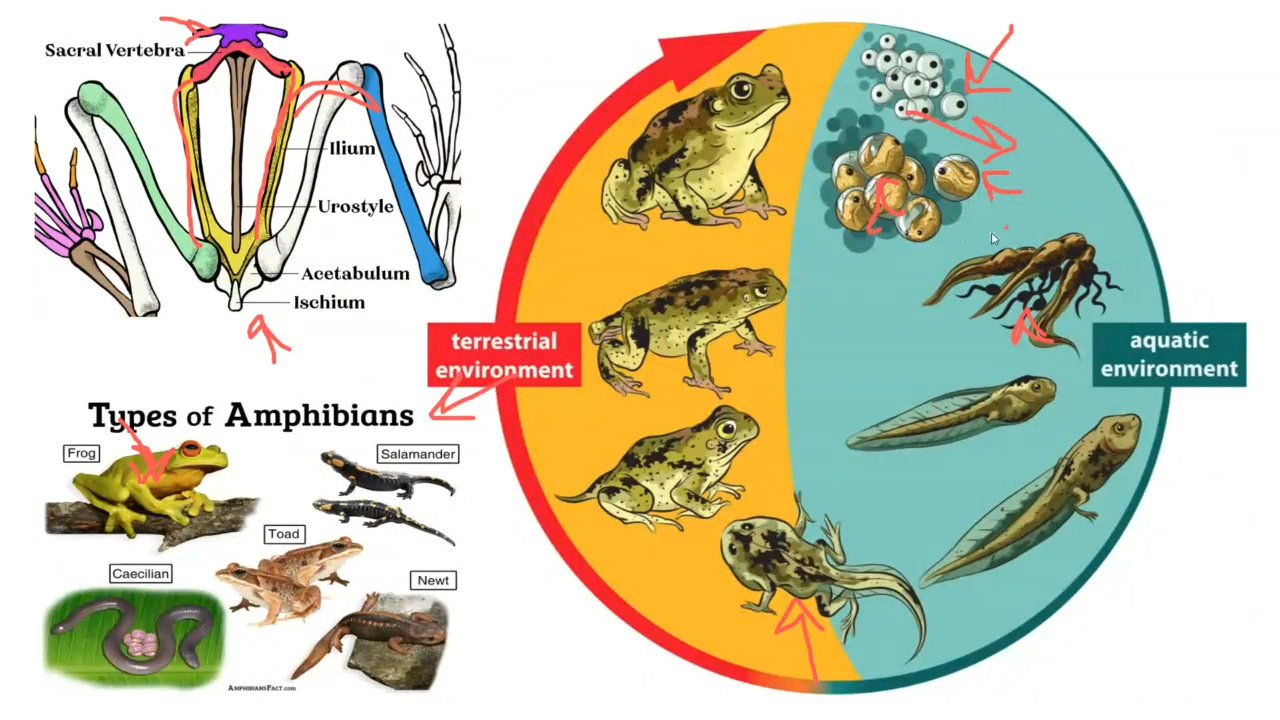 Sacral Vertebra
Ilium
Urostyle
Acetabulum
Ischium
terrestrial
environment
aquatic
environment
Types of Amphibians
Frog
Salamander
Toad
Caecilian
Newt
AmphibiansFact.com